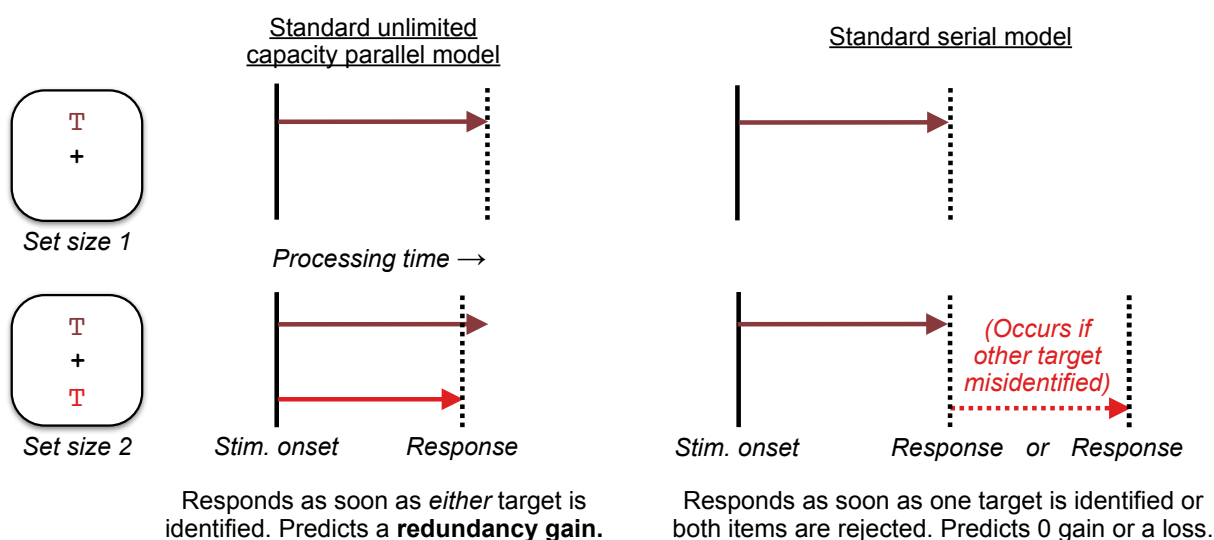 Standard unlimited
capacity parallel model
Standard serial model
T
+
Set size 1
Processing time →
T
+
T
Set size 2
(Occurs if
other target
misidentified)
Stim. onset
Response
Stim. onset
Response or Response
Responds as soon as either target is
identified. Predicts a redundancy gain.
Responds as soon as one target is identified or
both items are rejected. Predicts 0 gain or a loss.